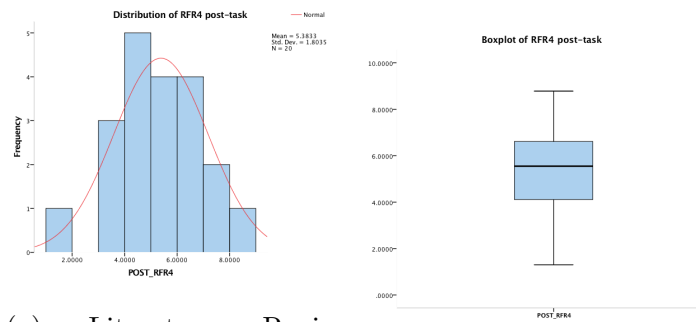 Distribution of RFR4 post-task
Normal
Mean = 5.3833
Std. Dev. = 1.8035
N = 20
Frequency
5
4
3
2
1
0
2.0000 4.0000 6.0000 8.0000
POST_RFR4
Boxplot of RFR4 post-task
10.0000
8.0000
6.0000
4.0000
2.0000
.0000
POST_RFR4